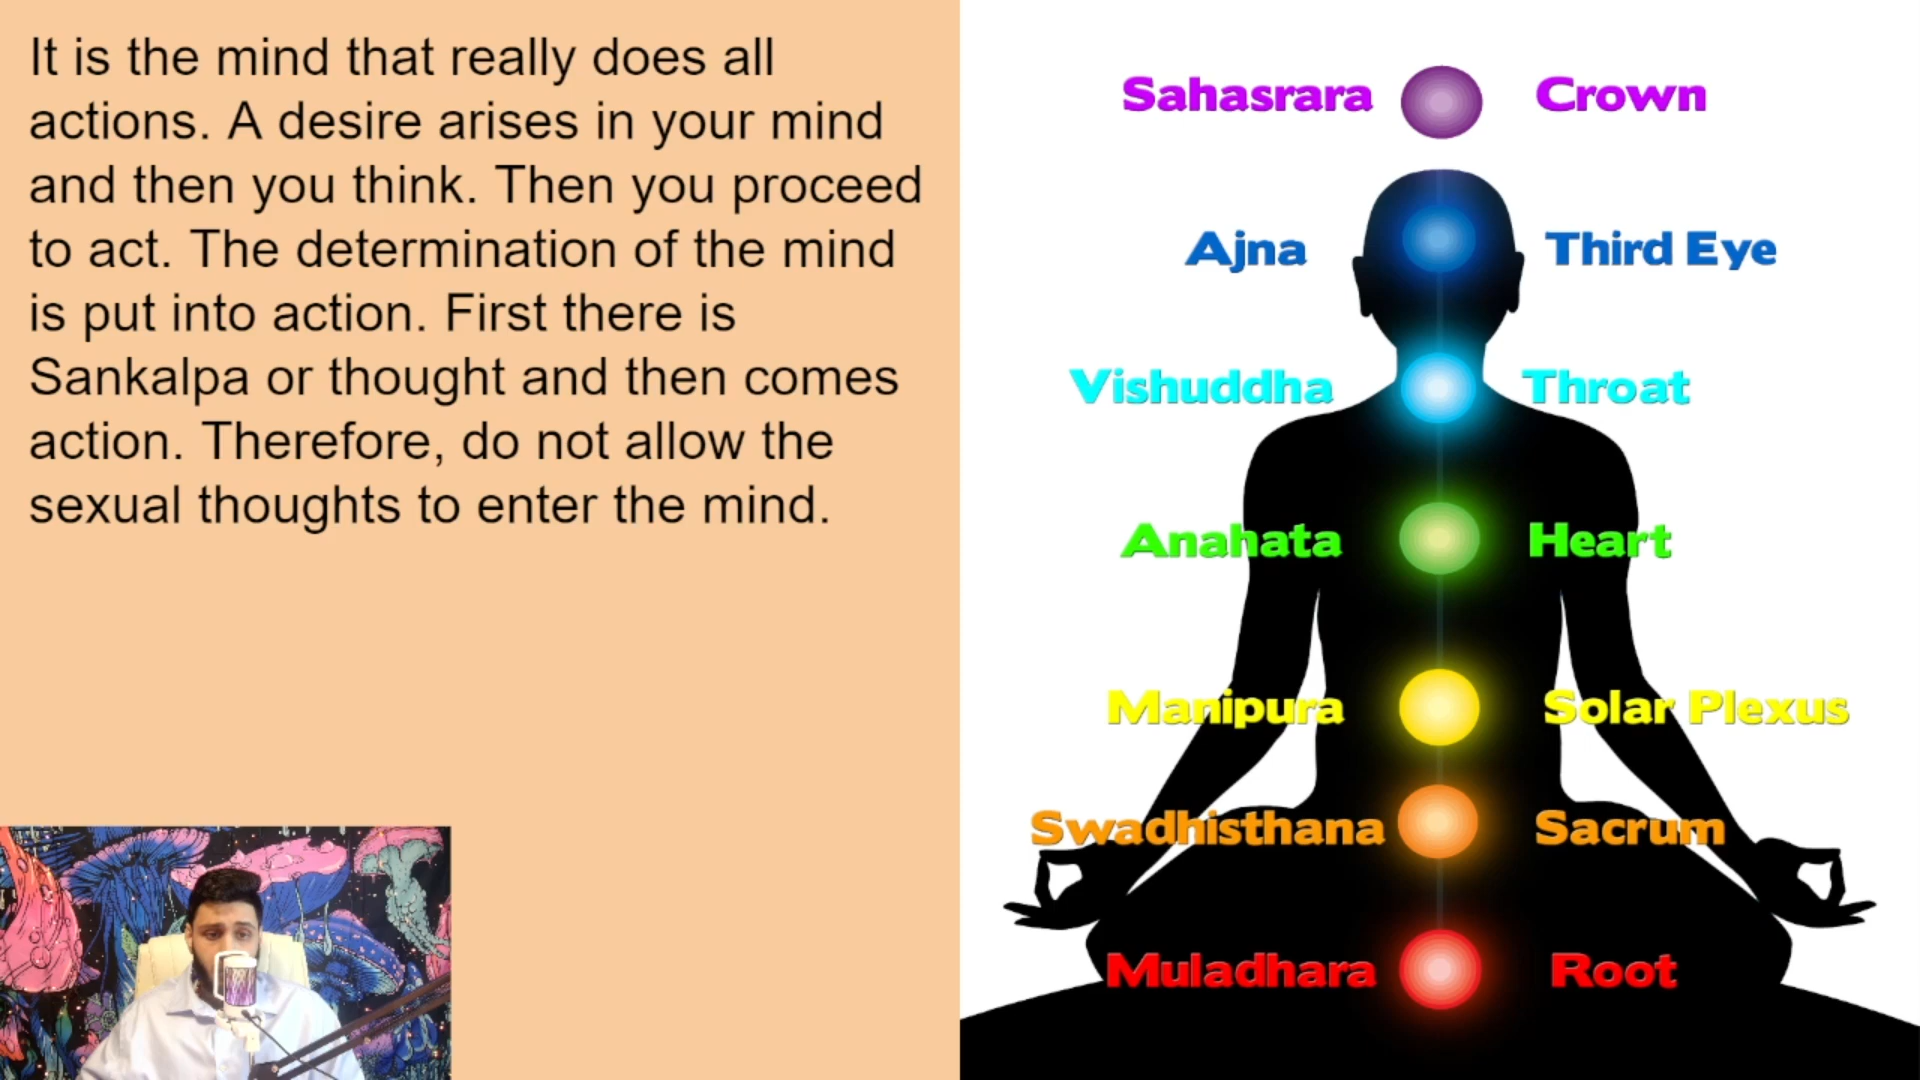 It is the mind that really does all
actions. A desire arises in your mind
and then you think. Then you proceed
to act. The determination of the mind
is put into action. First there is
Sankalpa or thought and then comes
action. Therefore, do not allow the
sexual thoughts to enter the mind.
Sahasrara Crown
Ajna Third Eye
Vishuddha Throat
Anahata Heart
Manipura Solar Plexus
Swadhisthana Sacrum
Muladhara Root